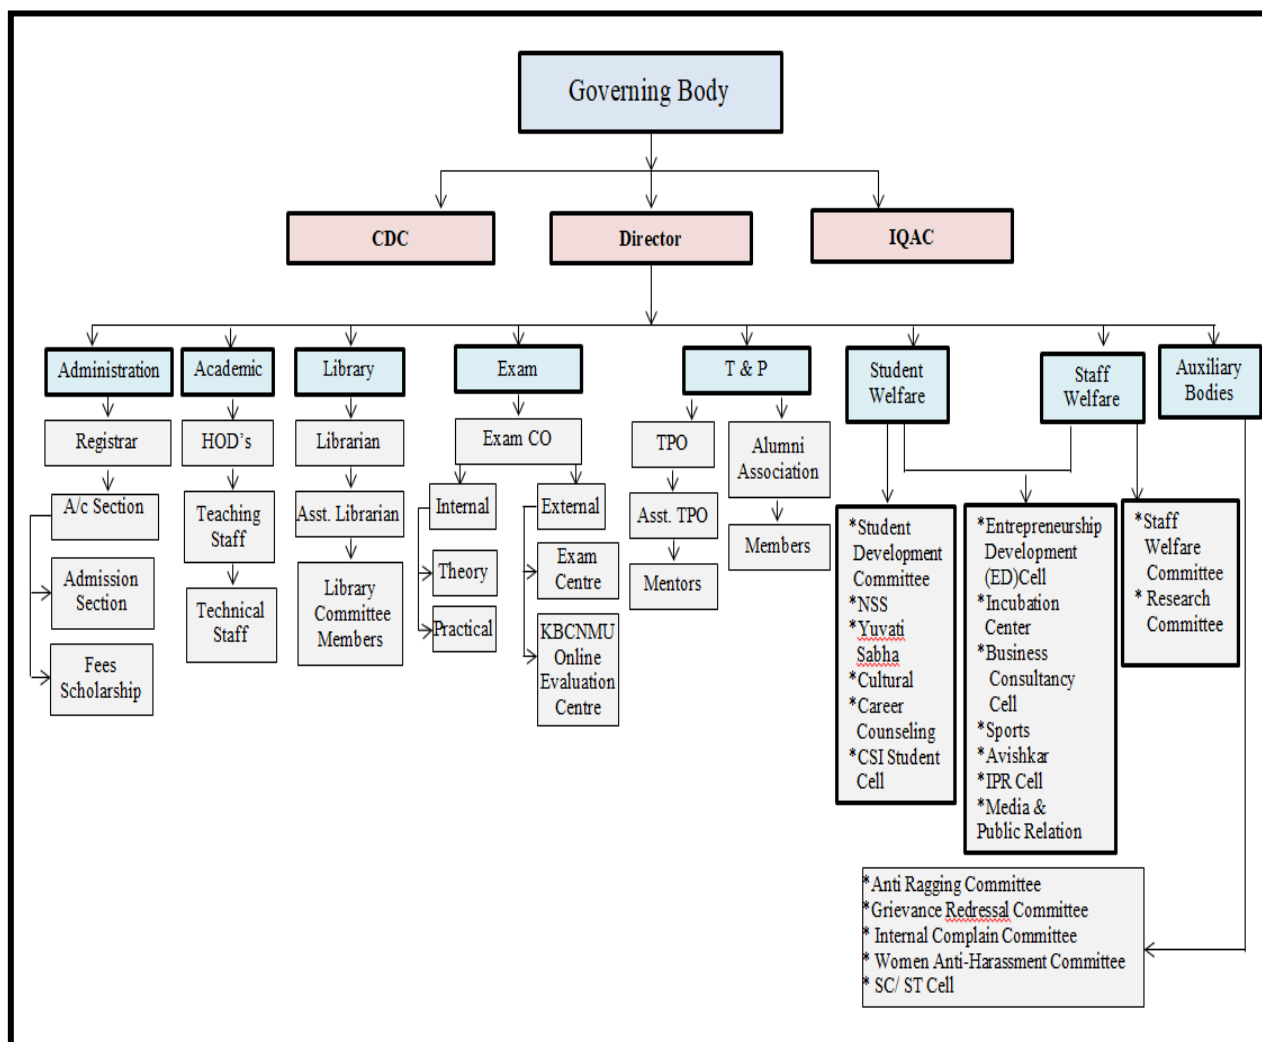 Governing Body
CDC
Director
IQAC
Administration
Academic
Library
Exam
T & P
Student
Welfare
Staff
Welfare
Auxiliary
Bodies
Registrar
HOD's
Librarian
Exam CO
TPO
Alumni
Association
A/c Section
Teaching
Staff
Asst. Librarian
Internal
External
Asst. TPO
Members
Admission
Section
Technical
Staff
Library
Committee
Members
Theory
Practical
Exam
Centre
Mentors
Fees
Scholarship
KBCNMU
Online
Evaluation
Centre
*Student
Development
Committee
*NSS
*Yuvati
Sabha
*Cultural
*Career
Counseling
*CSI Student
Cell
*Entrepreneurship
Development
(ED)Cell
*Incubation
Center
*Business
Consultancy
Cell
*Sports
*Avishkar
*IPR Cell
*Media &
Public Relation
*Staff
Welfare
Committee
* Research
Committee
*Anti Ragging Committee
*Grievance Redressal Committee
* Internal Complain Committee
* Women Anti-Harassment Committee
* SC/ ST Cell